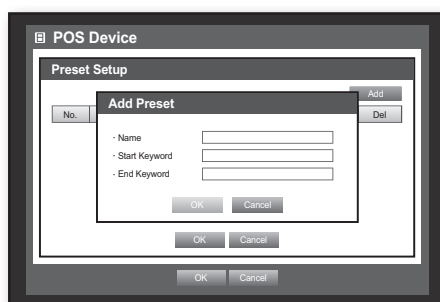 POS Device
Preset Setup
Add
No.
Del
Add Preset
· Name
· Start Keyword
· End Keyword
OK Cancel
OK Cancel
OK Cancel